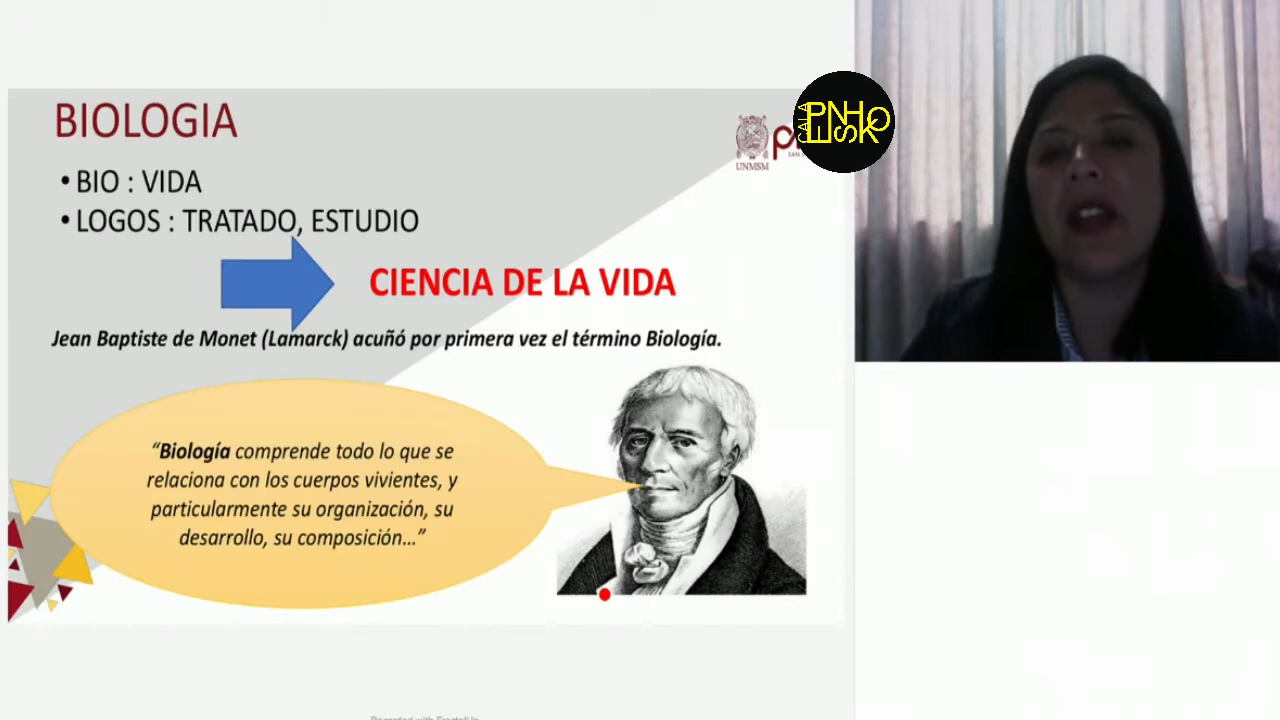 BIOLOGIA
• BIO : VIDA
• LOGOS : TRATADO, ESTUDIO
CIENCIA DE LA VIDA
Jean Baptiste de Monet (Lamarck) acuñó por primera vez el término Biología.
“Biología comprende todo lo que se
relaciona con los cuerpos vivientes, y
particularmente su organización, su
desarrollo, su composición...”
UNMSM